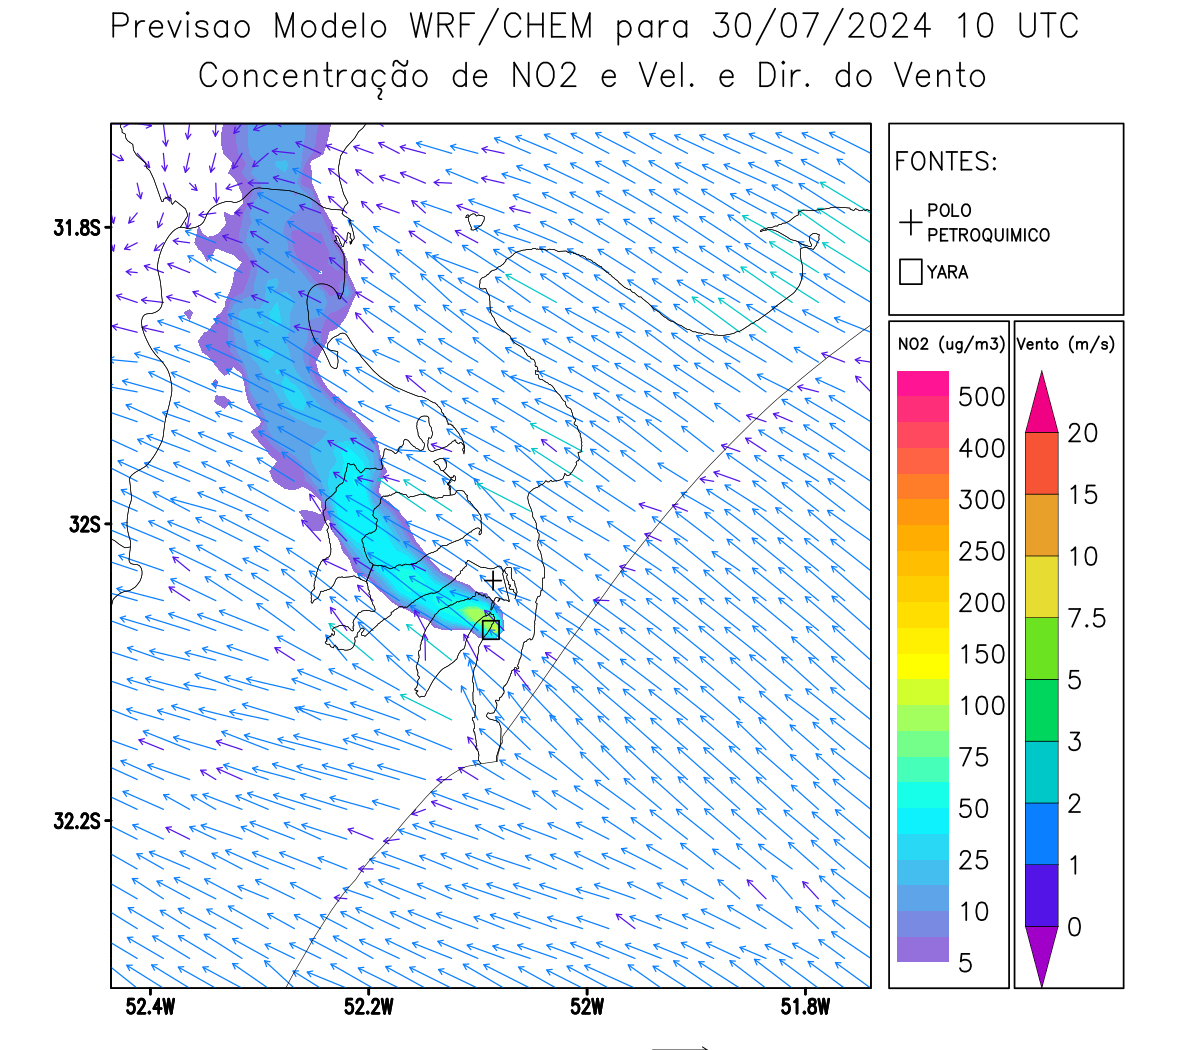 Previsao Modelo WRF/CHEM para 30/07/2024 10 UTC
Concentração de NO2 e Vel. e Dir. do Vento
FONTES:
POLO
PETROQUIMICO
YARA
NO2 (ug/m3)
500
400
300
250
200
150
100
75
50
25
10
5
Vento (m/s)
20
15
10
7.5
5
3
2
1
0
31.8S
32S
32.2S
52.4W
52.2W
52W
51.8W